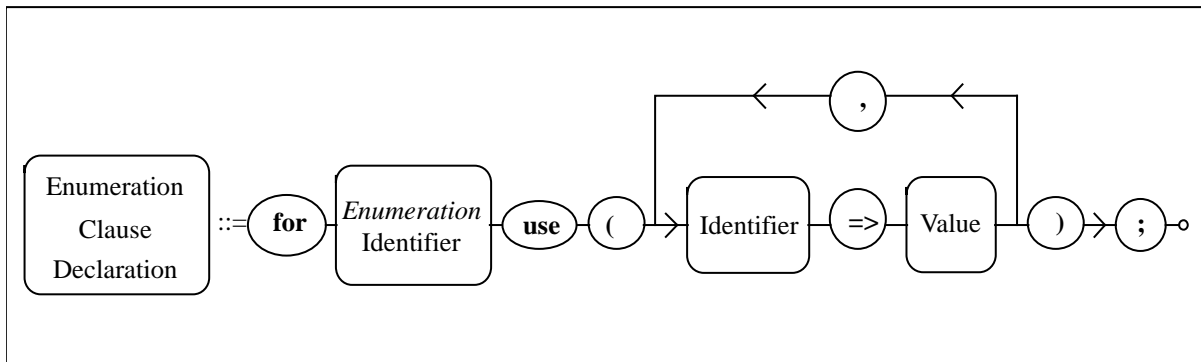 ,
Enumeration
Clause
Declaration
::=
for
Enumeration
Identifier
use
(
Identifier
=>
Value
)
;